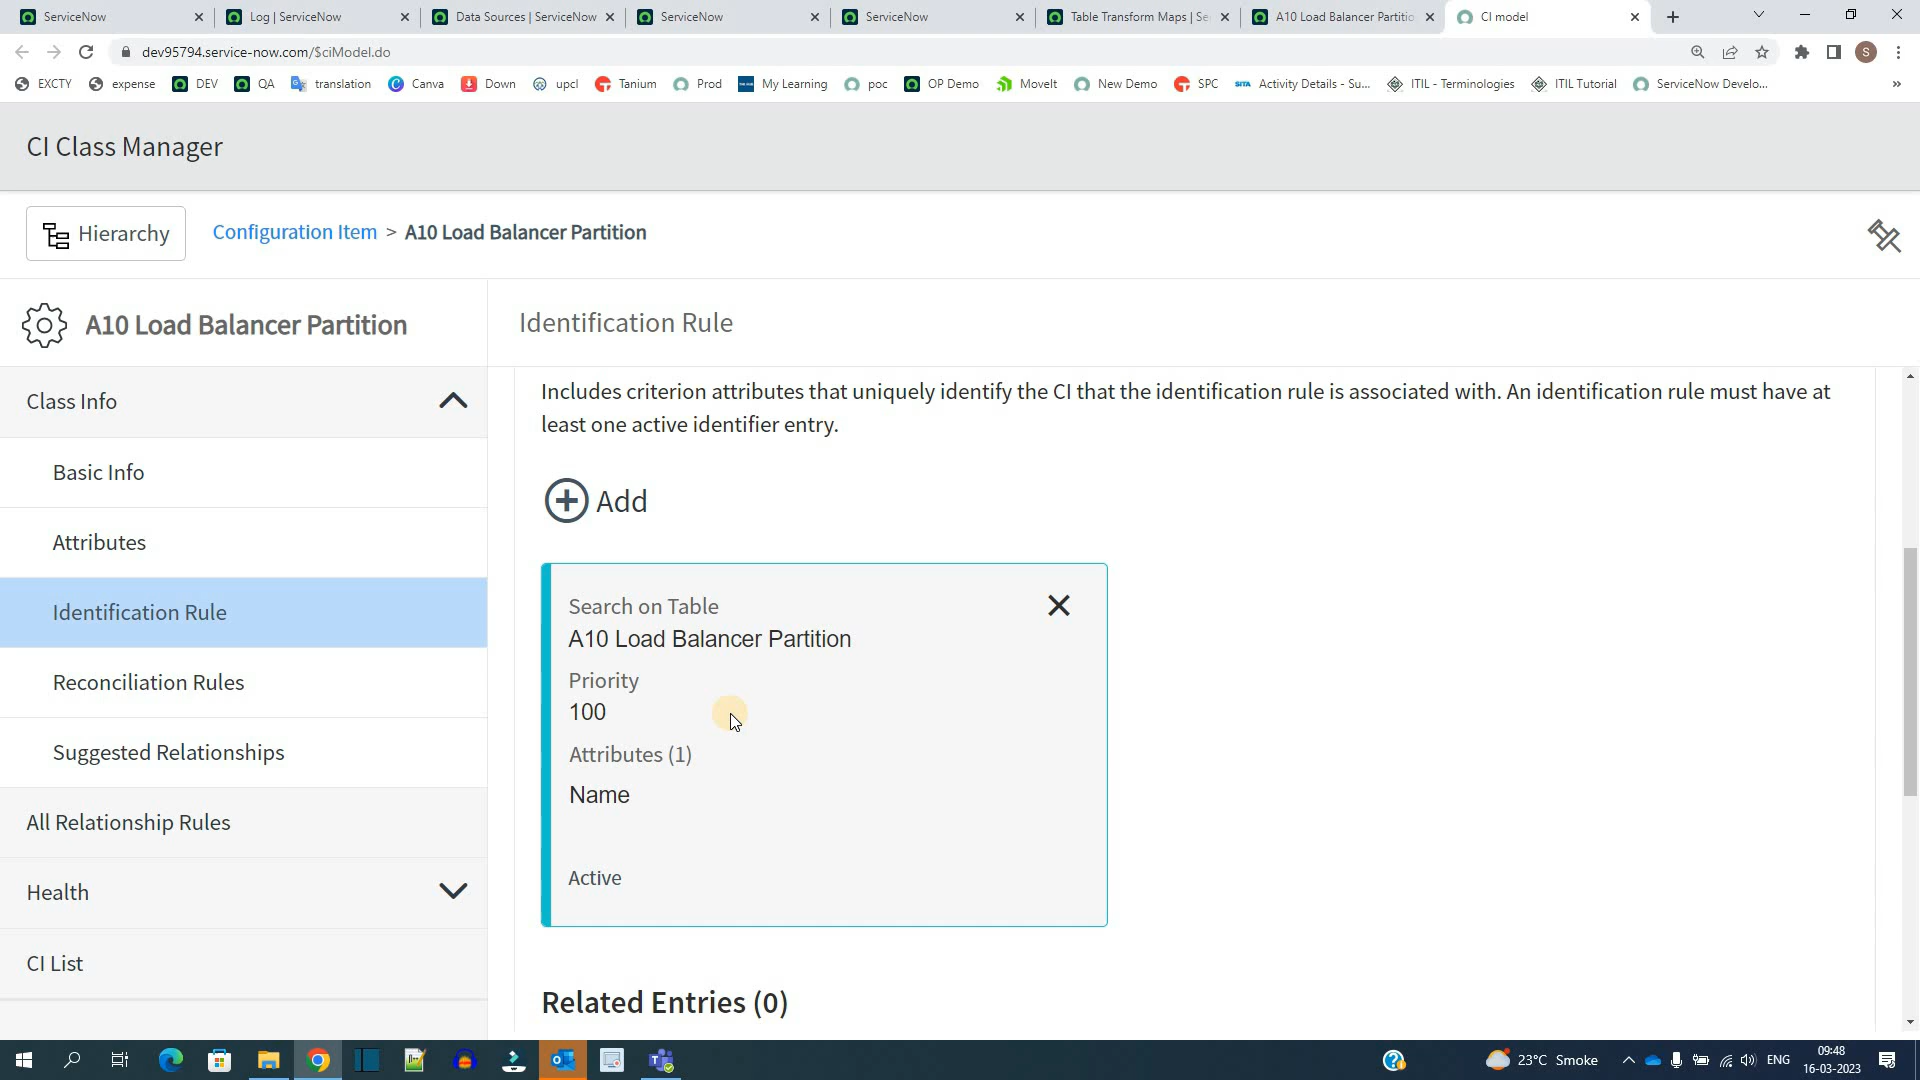 ServiceNow
Log | ServiceNow
Data Sources | ServiceNow
ServiceNow
ServiceNow
Table Transform Maps | Se
A10 Load Balancer Partitio
CI model
dev95794.service-now.com/$ciModel.do
EXCTY
expense
DEV
QA
translation
Canva
Down
upcl
Tanium
Prod
My Learning
poc
OP Demo
MoveIt
New Demo
SPC
SITA
Activity Details - Su...
ITIL - Terminologies
ITIL Tutorial
ServiceNow Develo...
»
S
CI Class Manager
Hierarchy
Configuration Item > A10 Load Balancer Partition
A10 Load Balancer Partition
Identification Rule
Class Info
Basic Info
Attributes
Identification Rule
Reconciliation Rules
Suggested Relationships
All Relationship Rules
Health
CI List
Includes criterion attributes that uniquely identify the CI that the identification rule is associated with. An identification rule must have at
least one active identifier entry.
Add
Search on Table
A10 Load Balancer Partition
Priority
100
Attributes (1)
Name
Active
Related Entries (0)
23°C Smoke
ENG
09:48
16-03-2023